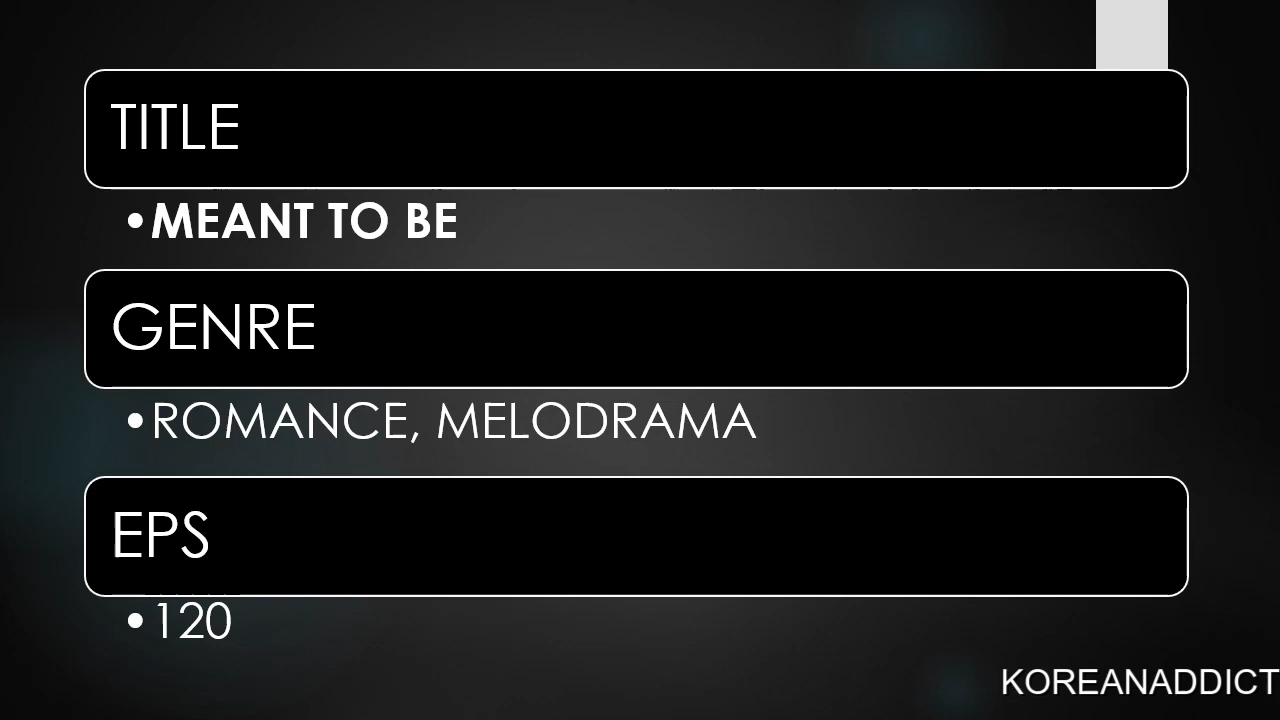 TITLE
•MEANT TO BE
GENRE
•ROMANCE, MELODRAMA
EPS
•120
KOREANADDICT